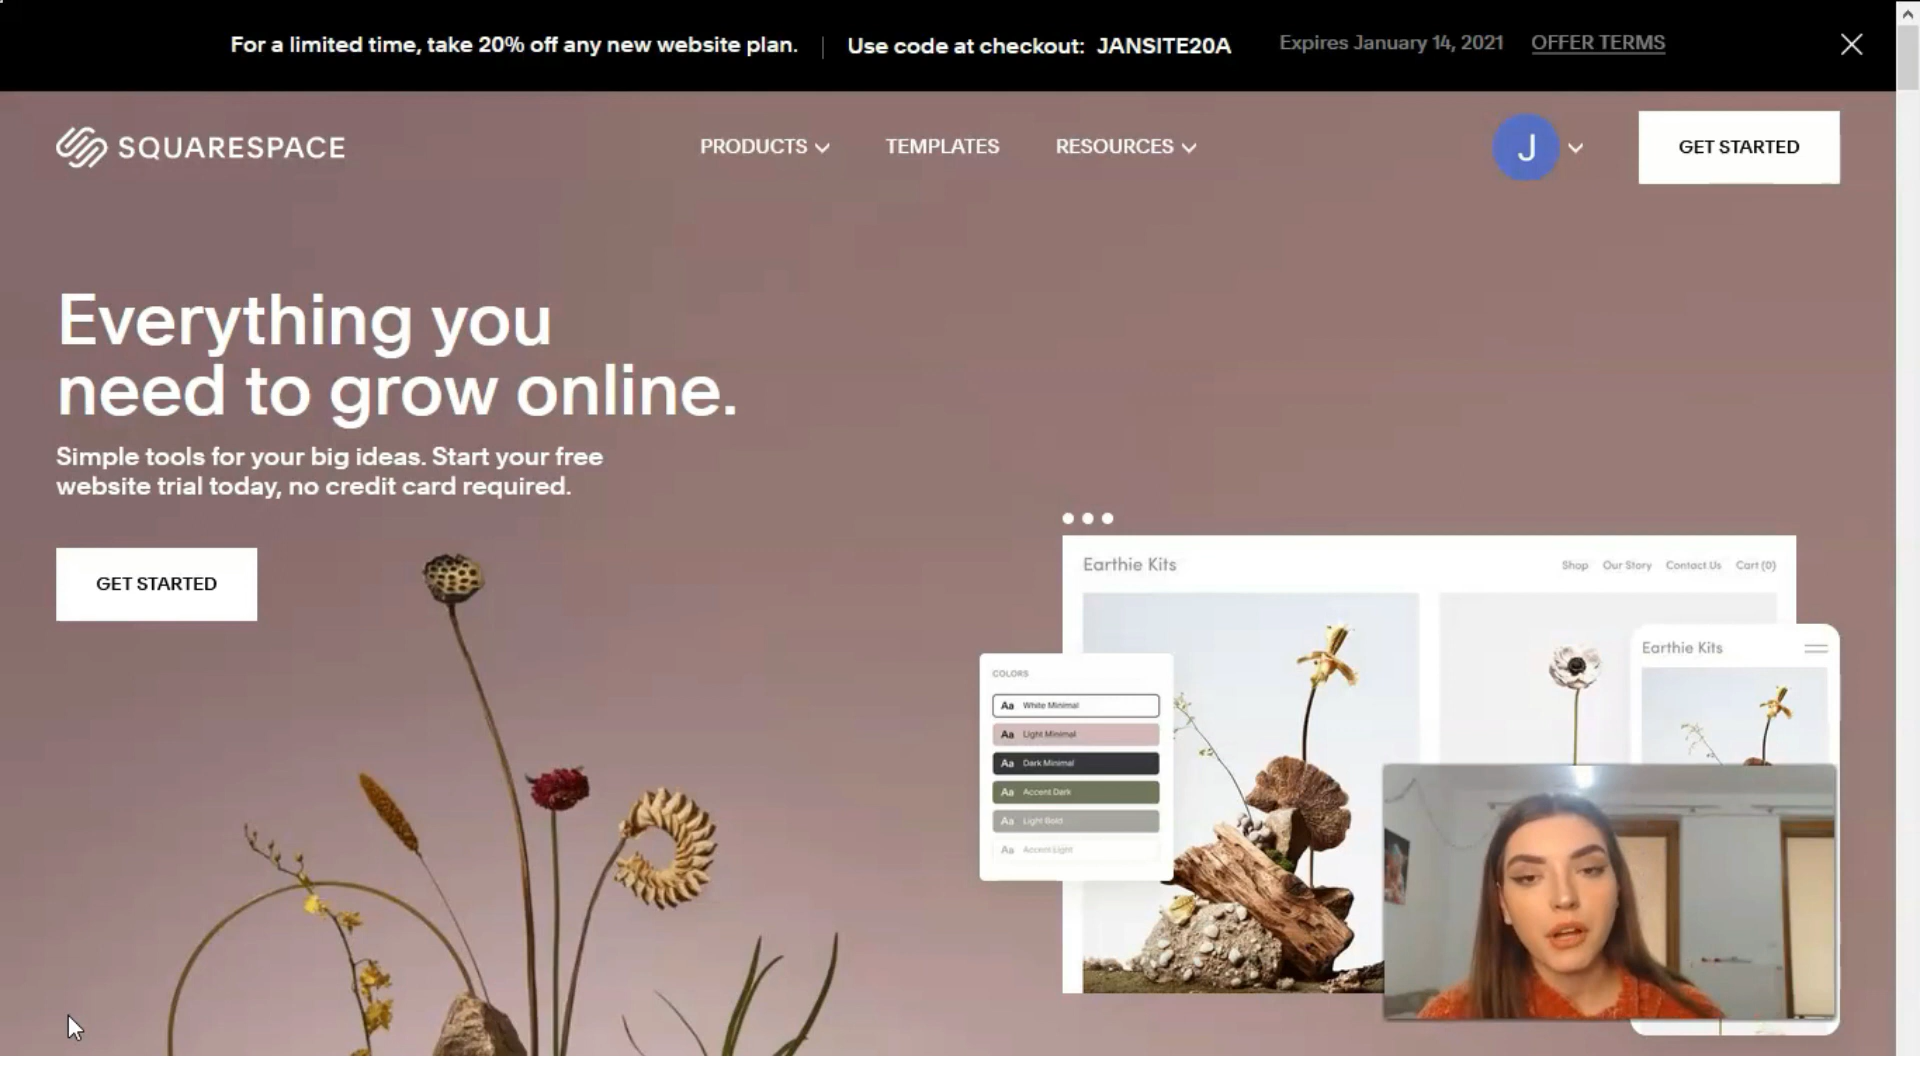 For a limited time, take 20% off any new website plan. | Use code at checkout: JANSITE20A Expires January 14, 2021 OFFER TERMS
SQUARESPACE PRODUCTS TEMPLATES RESOURCES J GET STARTED
Everything you
need to grow online.
Simple tools for your big ideas. Start your free
website trial today, no credit card required.
GET STARTED
Earthie Kits Shop Our Story Contact Us Cart (0)
Earthie Kits
COLORS
Aa White Minimal
Aa Light Minimal
Aa Dark Minimal
Aa Accent Dark
Aa Light Bold
Aa Accent Light